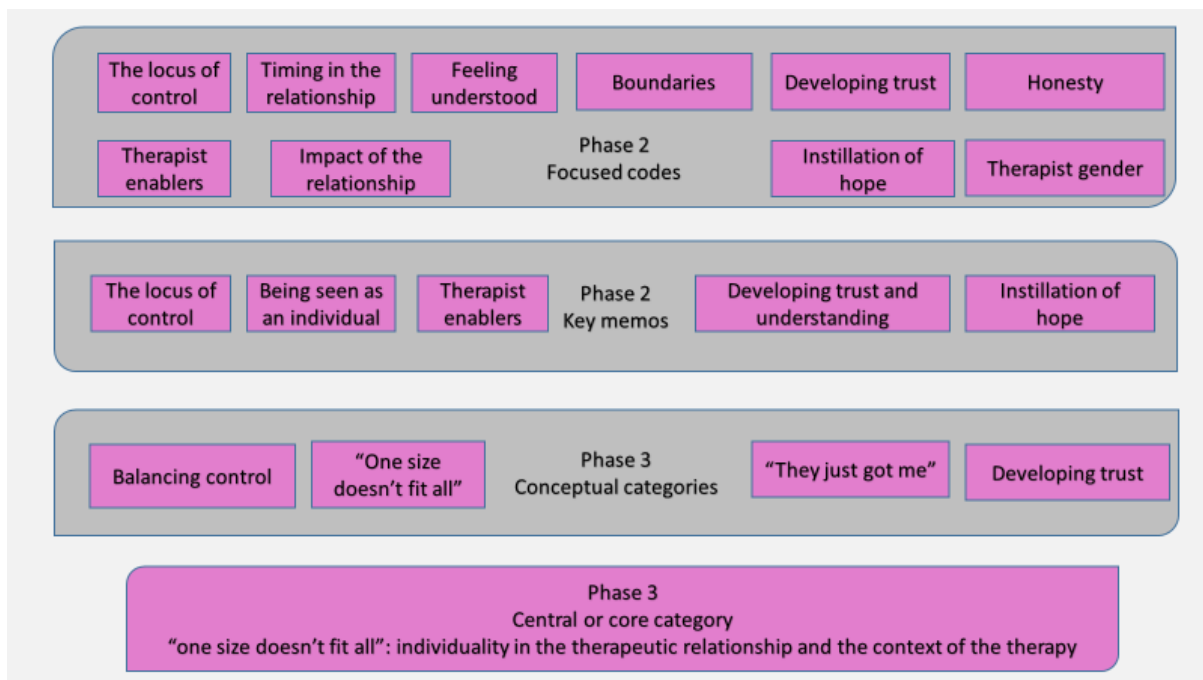 The locus of
control
Timing in the
relationship
Feeling
understood
Boundaries
Developing trust
Honesty
Therapist
enablers
Impact of the
relationship
Phase 2
Focused codes
Instillation of
hope
Therapist gender
The locus of
control
Being seen as
an individual
Therapist
enablers
Phase 2
Key memos
Developing trust and
understanding
Instillation of
hope
Balancing control
“One size
doesn’t fit all”
Phase 3
Conceptual categories
“They just got me”
Developing trust
Phase 3
Central or core category
“one size doesn’t fit all”: individuality in the therapeutic relationship and the context of the therapy